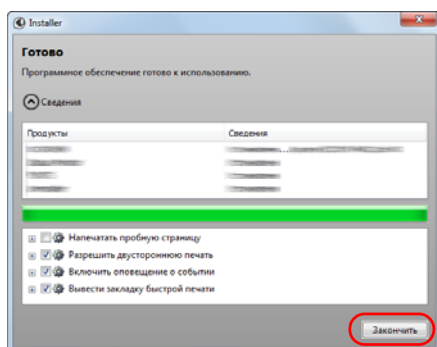 Installer
Готово
Программное обеспечение готово к использованию.
Сведения
Продукты Сведения
Напечатать пробную страницу
Разрешить двустороннюю печать
Включить оповещение о событии
Вывести закладку быстрой печати
Закончить